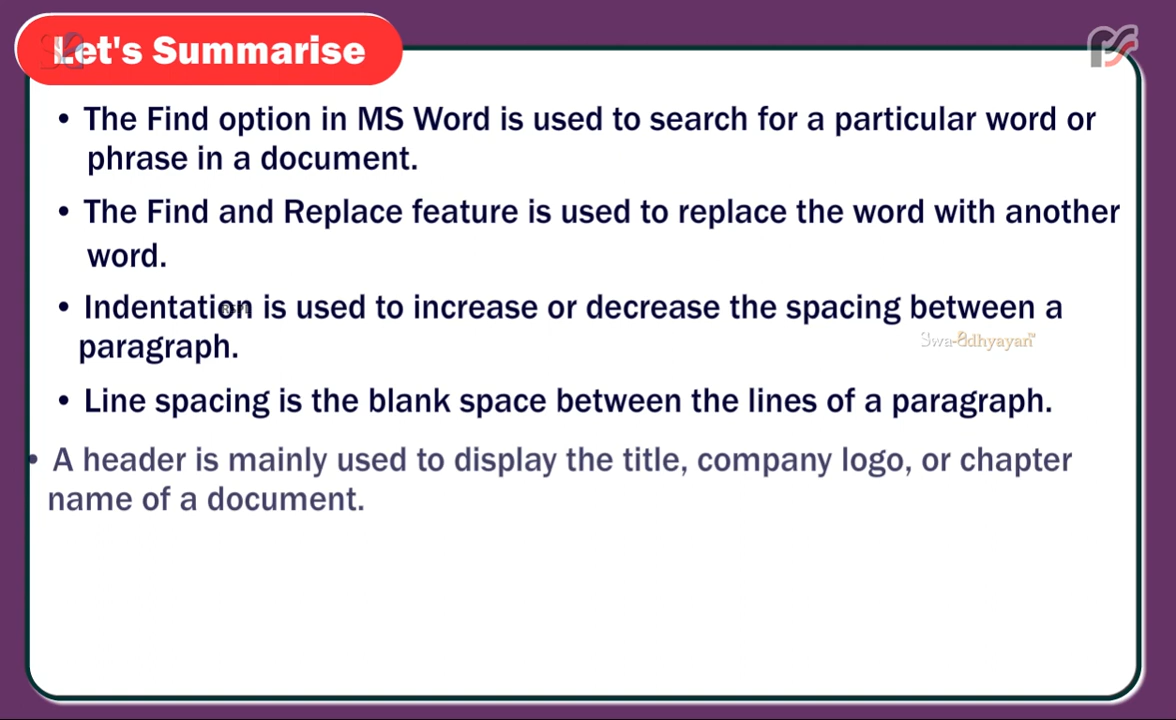 Let's Summarise
• The Find option in MS Word is used to search for a particular word or
phrase in a document.
• The Find and Replace feature is used to replace the word with another
word.
• Indentation is used to increase or decrease the spacing between a
paragraph.
Swa-adhyayan
• Line spacing is the blank space between the lines of a paragraph.
• A header is mainly used to display the title, company logo, or chapter
name of a document.